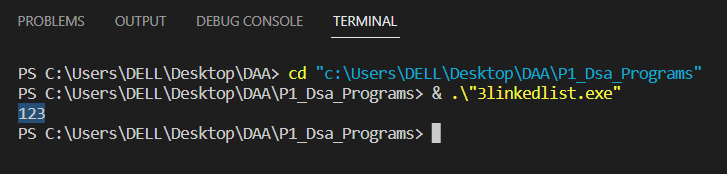 PROBLEMS OUTPUT DEBUG CONSOLE TERMINAL
PS C:\Users\DELL\Desktop\DAA> cd "c:\Users\DELL\Desktop\DAA\P1_Dsa_Programs"
PS C:\Users\DELL\Desktop\DAA\P1_Dsa_Programs> & .\"3linkedlist.exe"
123
PS C:\Users\DELL\Desktop\DAA\P1_Dsa_Programs>